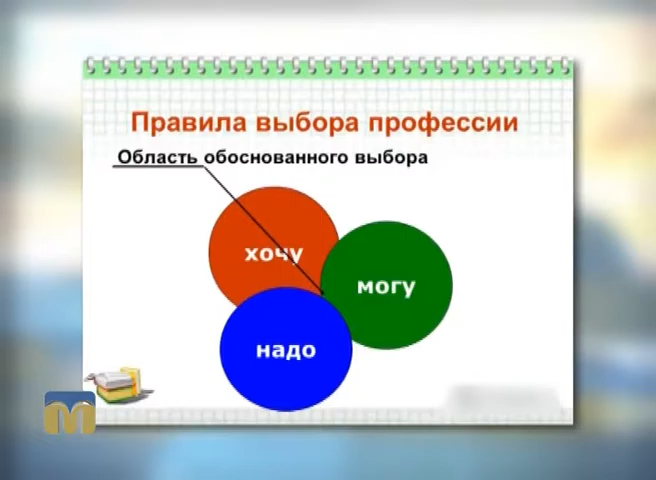 Правила выбора профессии
Область обоснованного выбора
хочу
могу
надо